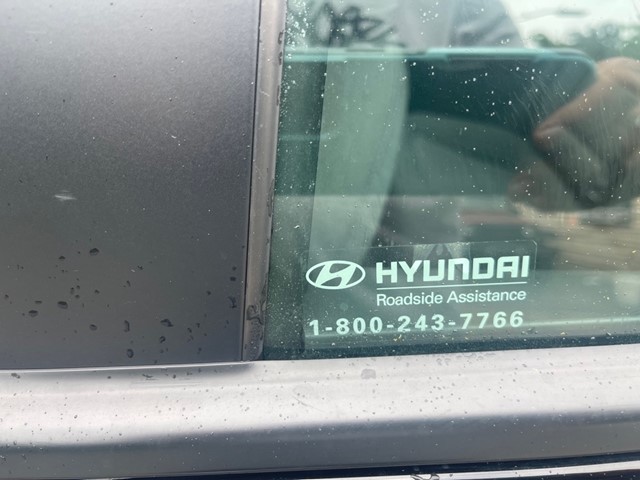 HYUNDAI
Roadside Assistance
1-800-243-7766